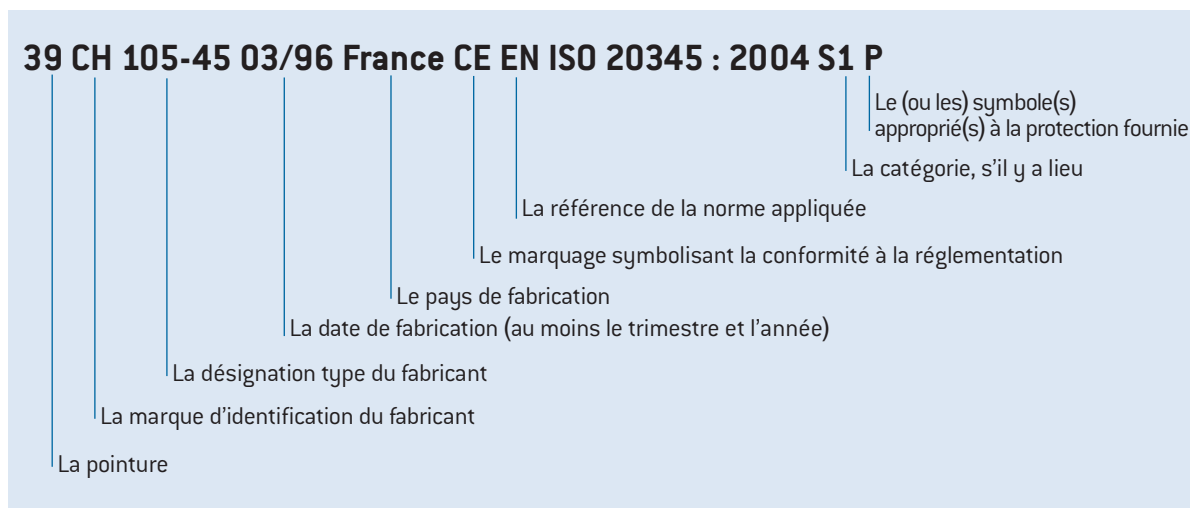 39 CH 105-45 03/96 France CE EN ISO 20345 : 2004 S1 P
Le (ou les) symbole(s)
approprié(s) à la protection fournie
La catégorie, s’il y a lieu
La référence de la norme appliquée
Le marquage symbolisant la conformité à la réglementation
Le pays de fabrication
La date de fabrication (au moins le trimestre et l’année)
La désignation type du fabricant
La marque d’identification du fabricant
La pointure